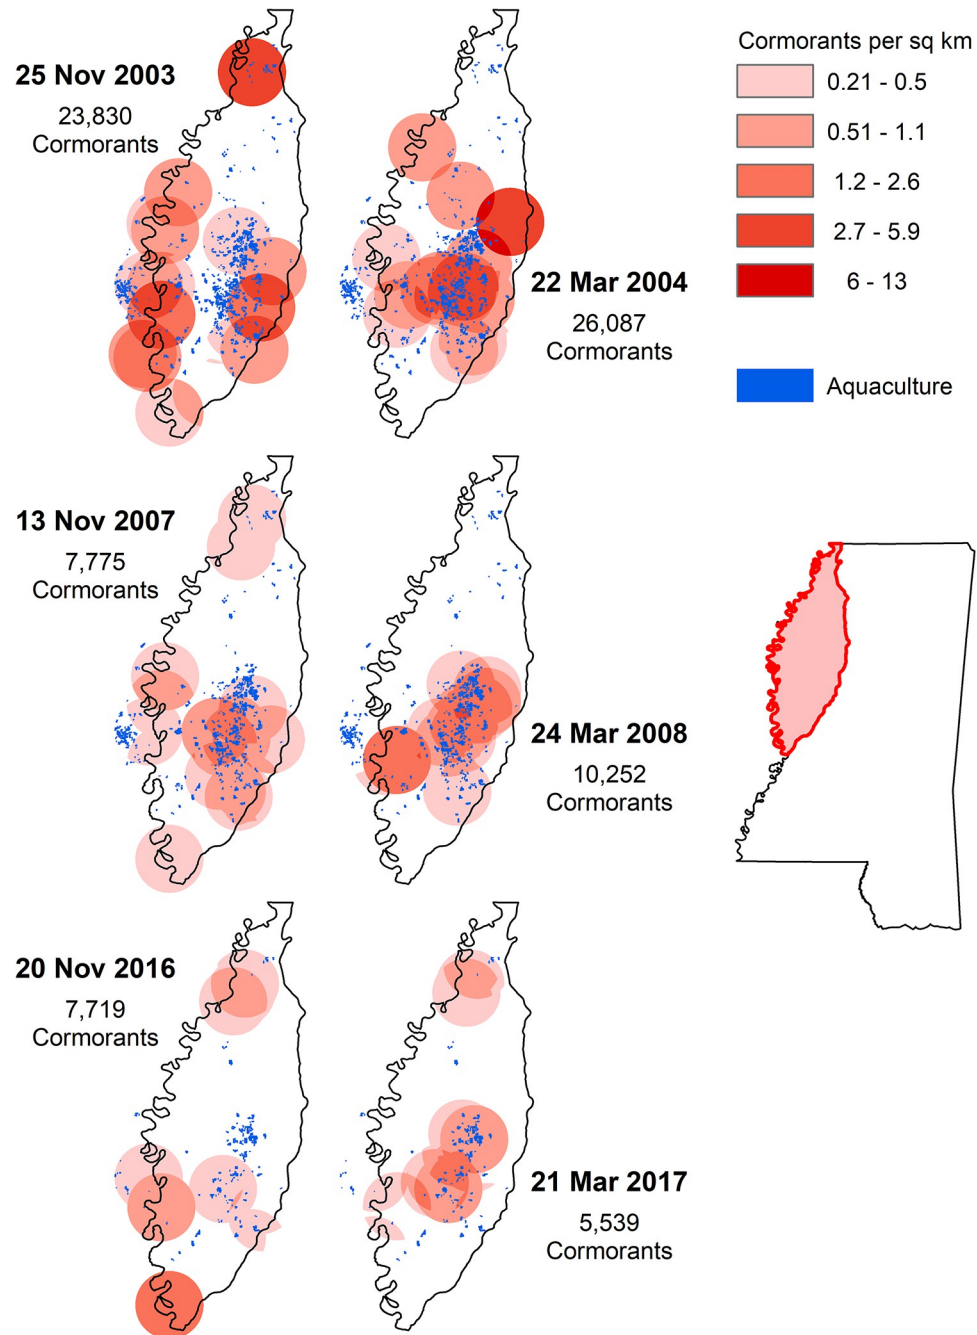 25 Nov 2003
23,830
Cormorants
22 Mar 2004
26,087
Cormorants
Cormorants per sq km
0.21 - 0.5
0.51 - 1.1
1.2 - 2.6
2.7 - 5.9
6 - 13
Aquaculture
13 Nov 2007
7,775
Cormorants
24 Mar 2008
10,252
Cormorants
20 Nov 2016
7,719
Cormorants
21 Mar 2017
5,539
Cormorants